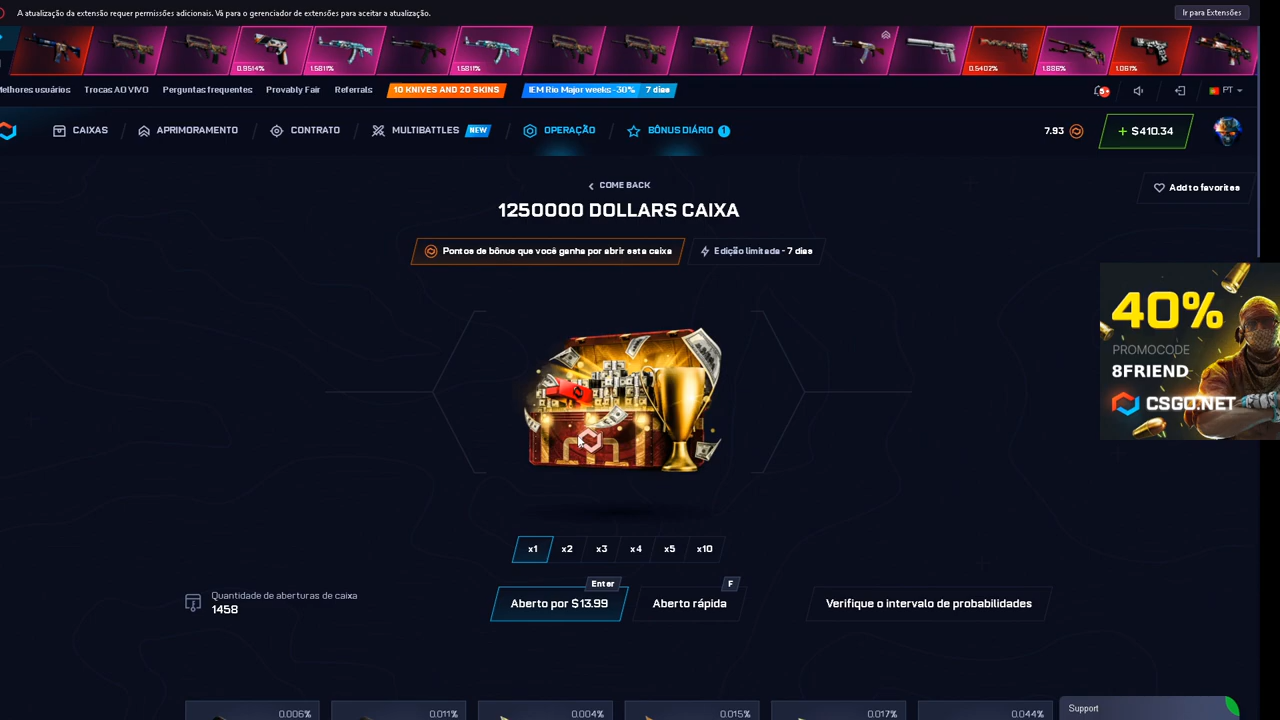 A atualização da extensão requer permissões adicionais. Vá para o gerenciador de extensões para aceitar a atualização.
Ir para Extensões
0.9514%
1.5811%
1.5811%
0.5402%
1.886%
1.061%
Melhores usuários
Trocas AO VIVO
Perguntas frequentes
Provably Fair
Referrals
10 KNIVES AND 20 SKINS
IEM Rio Major weeks -30%
7 dias
5+
PT
CAIXAS
APRIMORAMENTO
CONTRATO
MULTIBATTLES NEW
OPERAÇÃO
BÔNUS DIÁRIO 1
7.93
+ $410.34
COME BACK
Add to favorites
1250000 DOLLARS CAIXA
Pontos de bônus que você ganha por abrir esta caixa
Edição limitada - 7 dias
40%
PROMOCODE
8FRIEND
CSGO.NET
x1
x2
x3
x4
x5
x10
Enter
F
Quantidade de aberturas de caixa
1458
Aberto por $13.99
Aberto rápida
Verifique o intervalo de probabilidades
0.006%
0.011%
0.004%
0.015%
0.017%
0.044%
Support